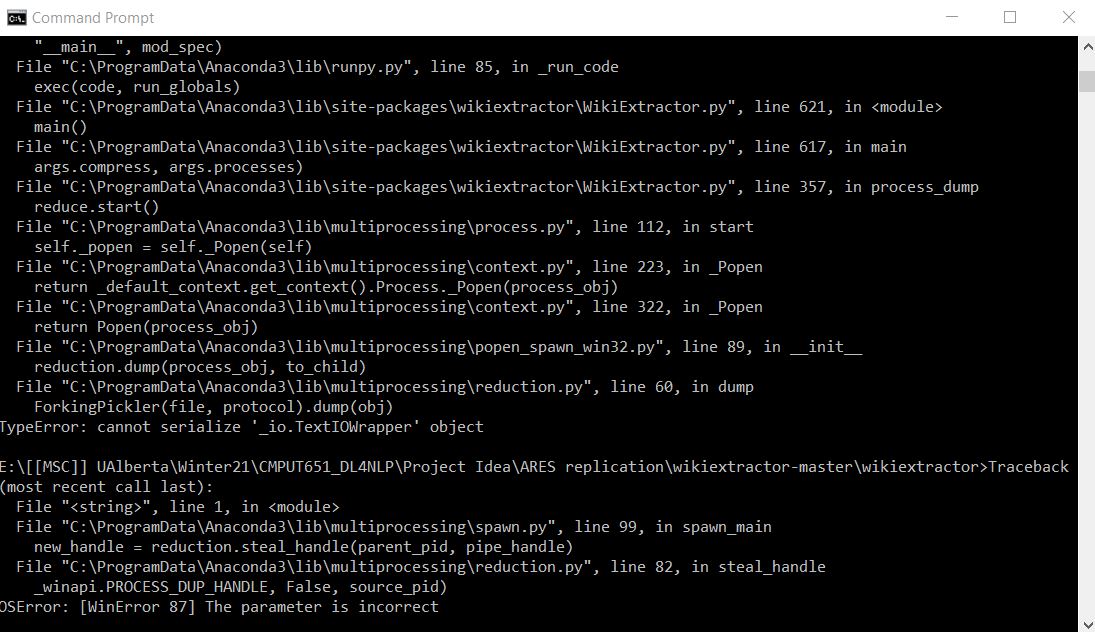 Command Prompt
"__main__", mod_spec)
File "C:\ProgramData\Anaconda3\lib\runpy.py", line 85, in _run_code
exec(code, run_globals)
File "C:\ProgramData\Anaconda3\lib\site-packages\wikiextractor\WikiExtractor.py", line 621, in <module>
main()
File "C:\ProgramData\Anaconda3\lib\site-packages\wikiextractor\WikiExtractor.py", line 617, in main
args.compress, args.processes)
File "C:\ProgramData\Anaconda3\lib\site-packages\wikiextractor\WikiExtractor.py", line 357, in process_dump
reduce.start()
File "C:\ProgramData\Anaconda3\lib\multiprocessing\process.py", line 112, in start
self._popen = self._Popen(self)
File "C:\ProgramData\Anaconda3\lib\multiprocessing\context.py", line 223, in _Popen
return _default_context.get_context().Process._Popen(process_obj)
File "C:\ProgramData\Anaconda3\lib\multiprocessing\context.py", line 322, in _Popen
return Popen(process_obj)
File "C:\ProgramData\Anaconda3\lib\multiprocessing\popen_spawn_win32.py", line 89, in __init__
reduction.dump(process_obj, to_child)
File "C:\ProgramData\Anaconda3\lib\multiprocessing\reduction.py", line 60, in dump
ForkingPickler(file, protocol).dump(obj)
TypeError: cannot serialize '_io.TextIOWrapper' object
E:\[[MSC]] UAlberta\Winter21\CMPUT651_DL4NLP\Project Idea\ARES replication\wikiextractor-master\wikiextractor>Traceback
(most recent call last):
File "<string>", line 1, in <module>
File "C:\ProgramData\Anaconda3\lib\multiprocessing\spawn.py", line 99, in spawn_main
new_handle = reduction.steal_handle(parent_pid, pipe_handle)
File "C:\ProgramData\Anaconda3\lib\multiprocessing\reduction.py", line 82, in steal_handle
_winapi.PROCESS_DUP_HANDLE, False, source_pid)
OSError: [WinError 87] The parameter is incorrect